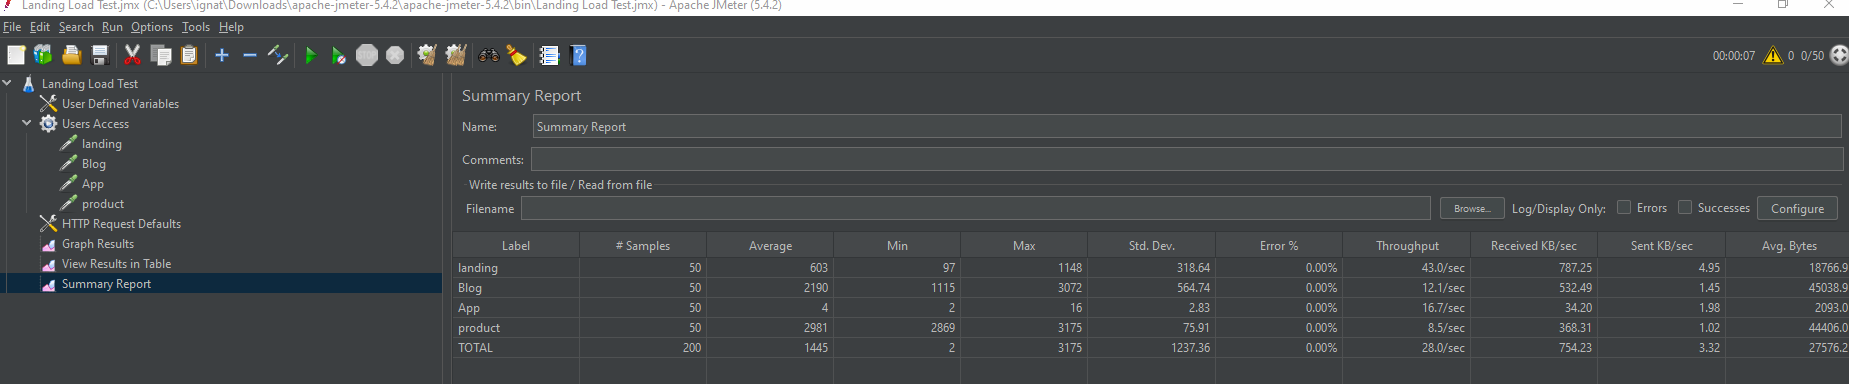 Landing Load Test.jmx (C:\Users\ignat\Downloads\apache-jmeter-5.4.2\apache-jmeter-5.4.2\bin\Landing Load Test.jmx) - Apache JMeter (5.4.2)
File Edit Search Run Options Tools Help
00:00:07 0 0/50
Landing Load Test
User Defined Variables
Users Access
landing
Blog
App
product
HTTP Request Defaults
Graph Results
View Results in Table
Summary Report
Summary Report
Name: Summary Report
Comments:
Write results to file / Read from file
Filename Browse... Log/Display Only: Errors Successes Configure
Label # Samples Average Min Max Std. Dev. Error % Throughput Received KB/sec Sent KB/sec Avg. Bytes
landing 50 603 97 1148 318.64 0.00% 43.0/sec 787.25 4.95 18766.9
Blog 50 2190 1115 3072 564.74 0.00% 12.1/sec 532.49 1.45 45038.9
App 50 4 2 16 2.83 0.00% 16.7/sec 34.20 1.98 2093.0
product 50 2981 2869 3175 75.91 0.00% 8.5/sec 368.31 1.02 44406.0
TOTAL 200 1445 2 3175 1237.36 0.00% 28.0/sec 754.23 3.32 27576.2